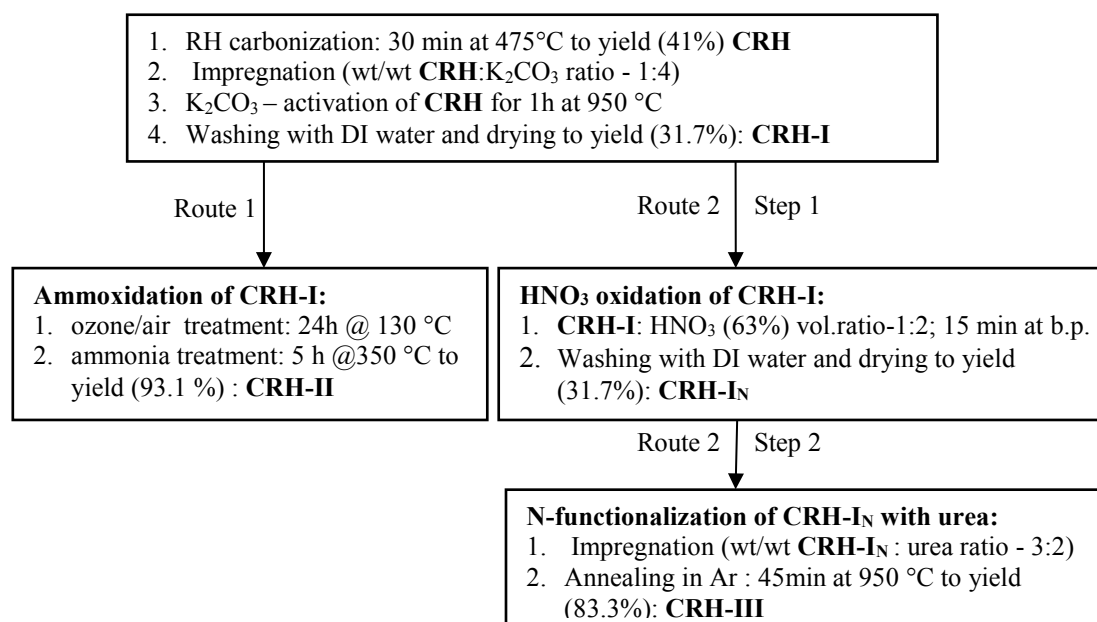 1. RH carbonization: 30 min at 475°C to yield (41%) CRH
2. Impregnation (wt/wt CRH:K₂CO₃ ratio - 1:4)
3. K₂CO₃ – activation of CRH for 1h at 950 °C
4. Washing with DI water and drying to yield (31.7%): CRH-I
Route 1
Route 2 Step 1
Ammoxidation of CRH-I:
1. ozone/air treatment: 24h @ 130 °C
2. ammonia treatment: 5 h @350 °C to
yield (93.1 %) : CRH-II
HNO₃ oxidation of CRH-I:
1. CRH-I: HNO₃ (63%) vol.ratio-1:2; 15 min at b.p.
2. Washing with DI water and drying to yield
(31.7%): CRH-I_N
Route 2 Step 2
N-functionalization of CRH-I_N with urea:
1. Impregnation (wt/wt CRH-I_N : urea ratio - 3:2)
2. Annealing in Ar : 45min at 950 °C to yield
(83.3%): CRH-III